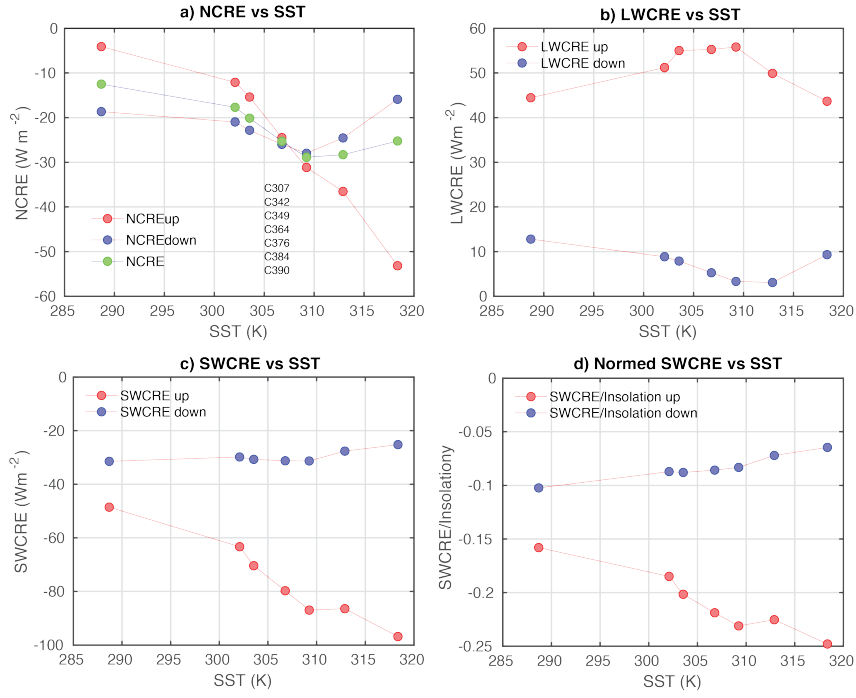 a) NCRE vs SST
0
-10
-20
-30
-40
-50
-60
NCRE (W m -2)
C307
C342
C349
C364
C376
C384
C390
NCREup
NCREdown
NCRE
285 290 295 300 305 310 315 320
SST (K)
b) LWCRE vs SST
60
50
40
30
20
10
0
LWCRE (Wm-2)
LWCRE up
LWCRE down
285 290 295 300 305 310 315 320
SST (K)
c) SWCRE vs SST
0
-20
-40
-60
-80
-100
SWCRE (Wm-2)
SWCRE up
SWCRE down
285 290 295 300 305 310 315 320
SST (K)
d) Normed SWCRE vs SST
0
-0.05
-0.1
-0.15
-0.2
-0.25
SWCRE/Insolationy
SWCRE/Insolation up
SWCRE/Insolation down
285 290 295 300 305 310 315 320
SST (K)